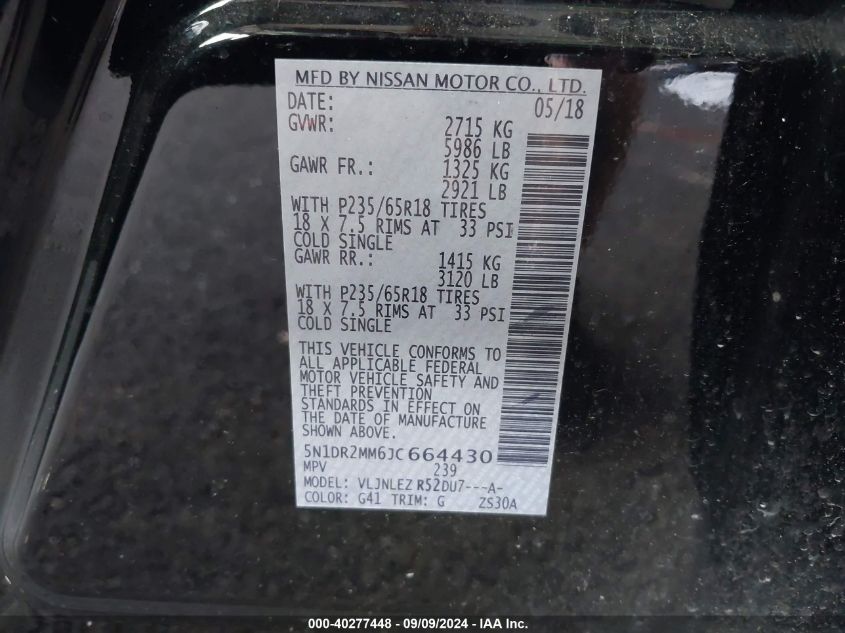 MFD BY NISSAN MOTOR CO., LTD.
DATE: 05/18
GVWR: 2715 KG
5986 LB
GAWR FR.: 1325 KG
2921 LB
WITH P235/65R18 TIRES
18 X 7.5 RIMS AT 33 PSI
COLD SINGLE
GAWR RR.: 1415 KG
3120 LB
WITH P235/65R18 TIRES
18 X 7.5 RIMS AT 33 PSI
COLD SINGLE
THIS VEHICLE CONFORMS TO
ALL APPLICABLE FEDERAL
MOTOR VEHICLE SAFETY AND
THEFT PREVENTION
STANDARDS IN EFFECT ON
THE DATE OF MANUFACTURE
SHOWN ABOVE.
5N1DR2MM6JC664430
MPV 239
MODEL: VLJNLEZ R52DU7---A-
COLOR: G41 TRIM: G ZS30A
000-40277448 - 09/09/2024 - IAA Inc.